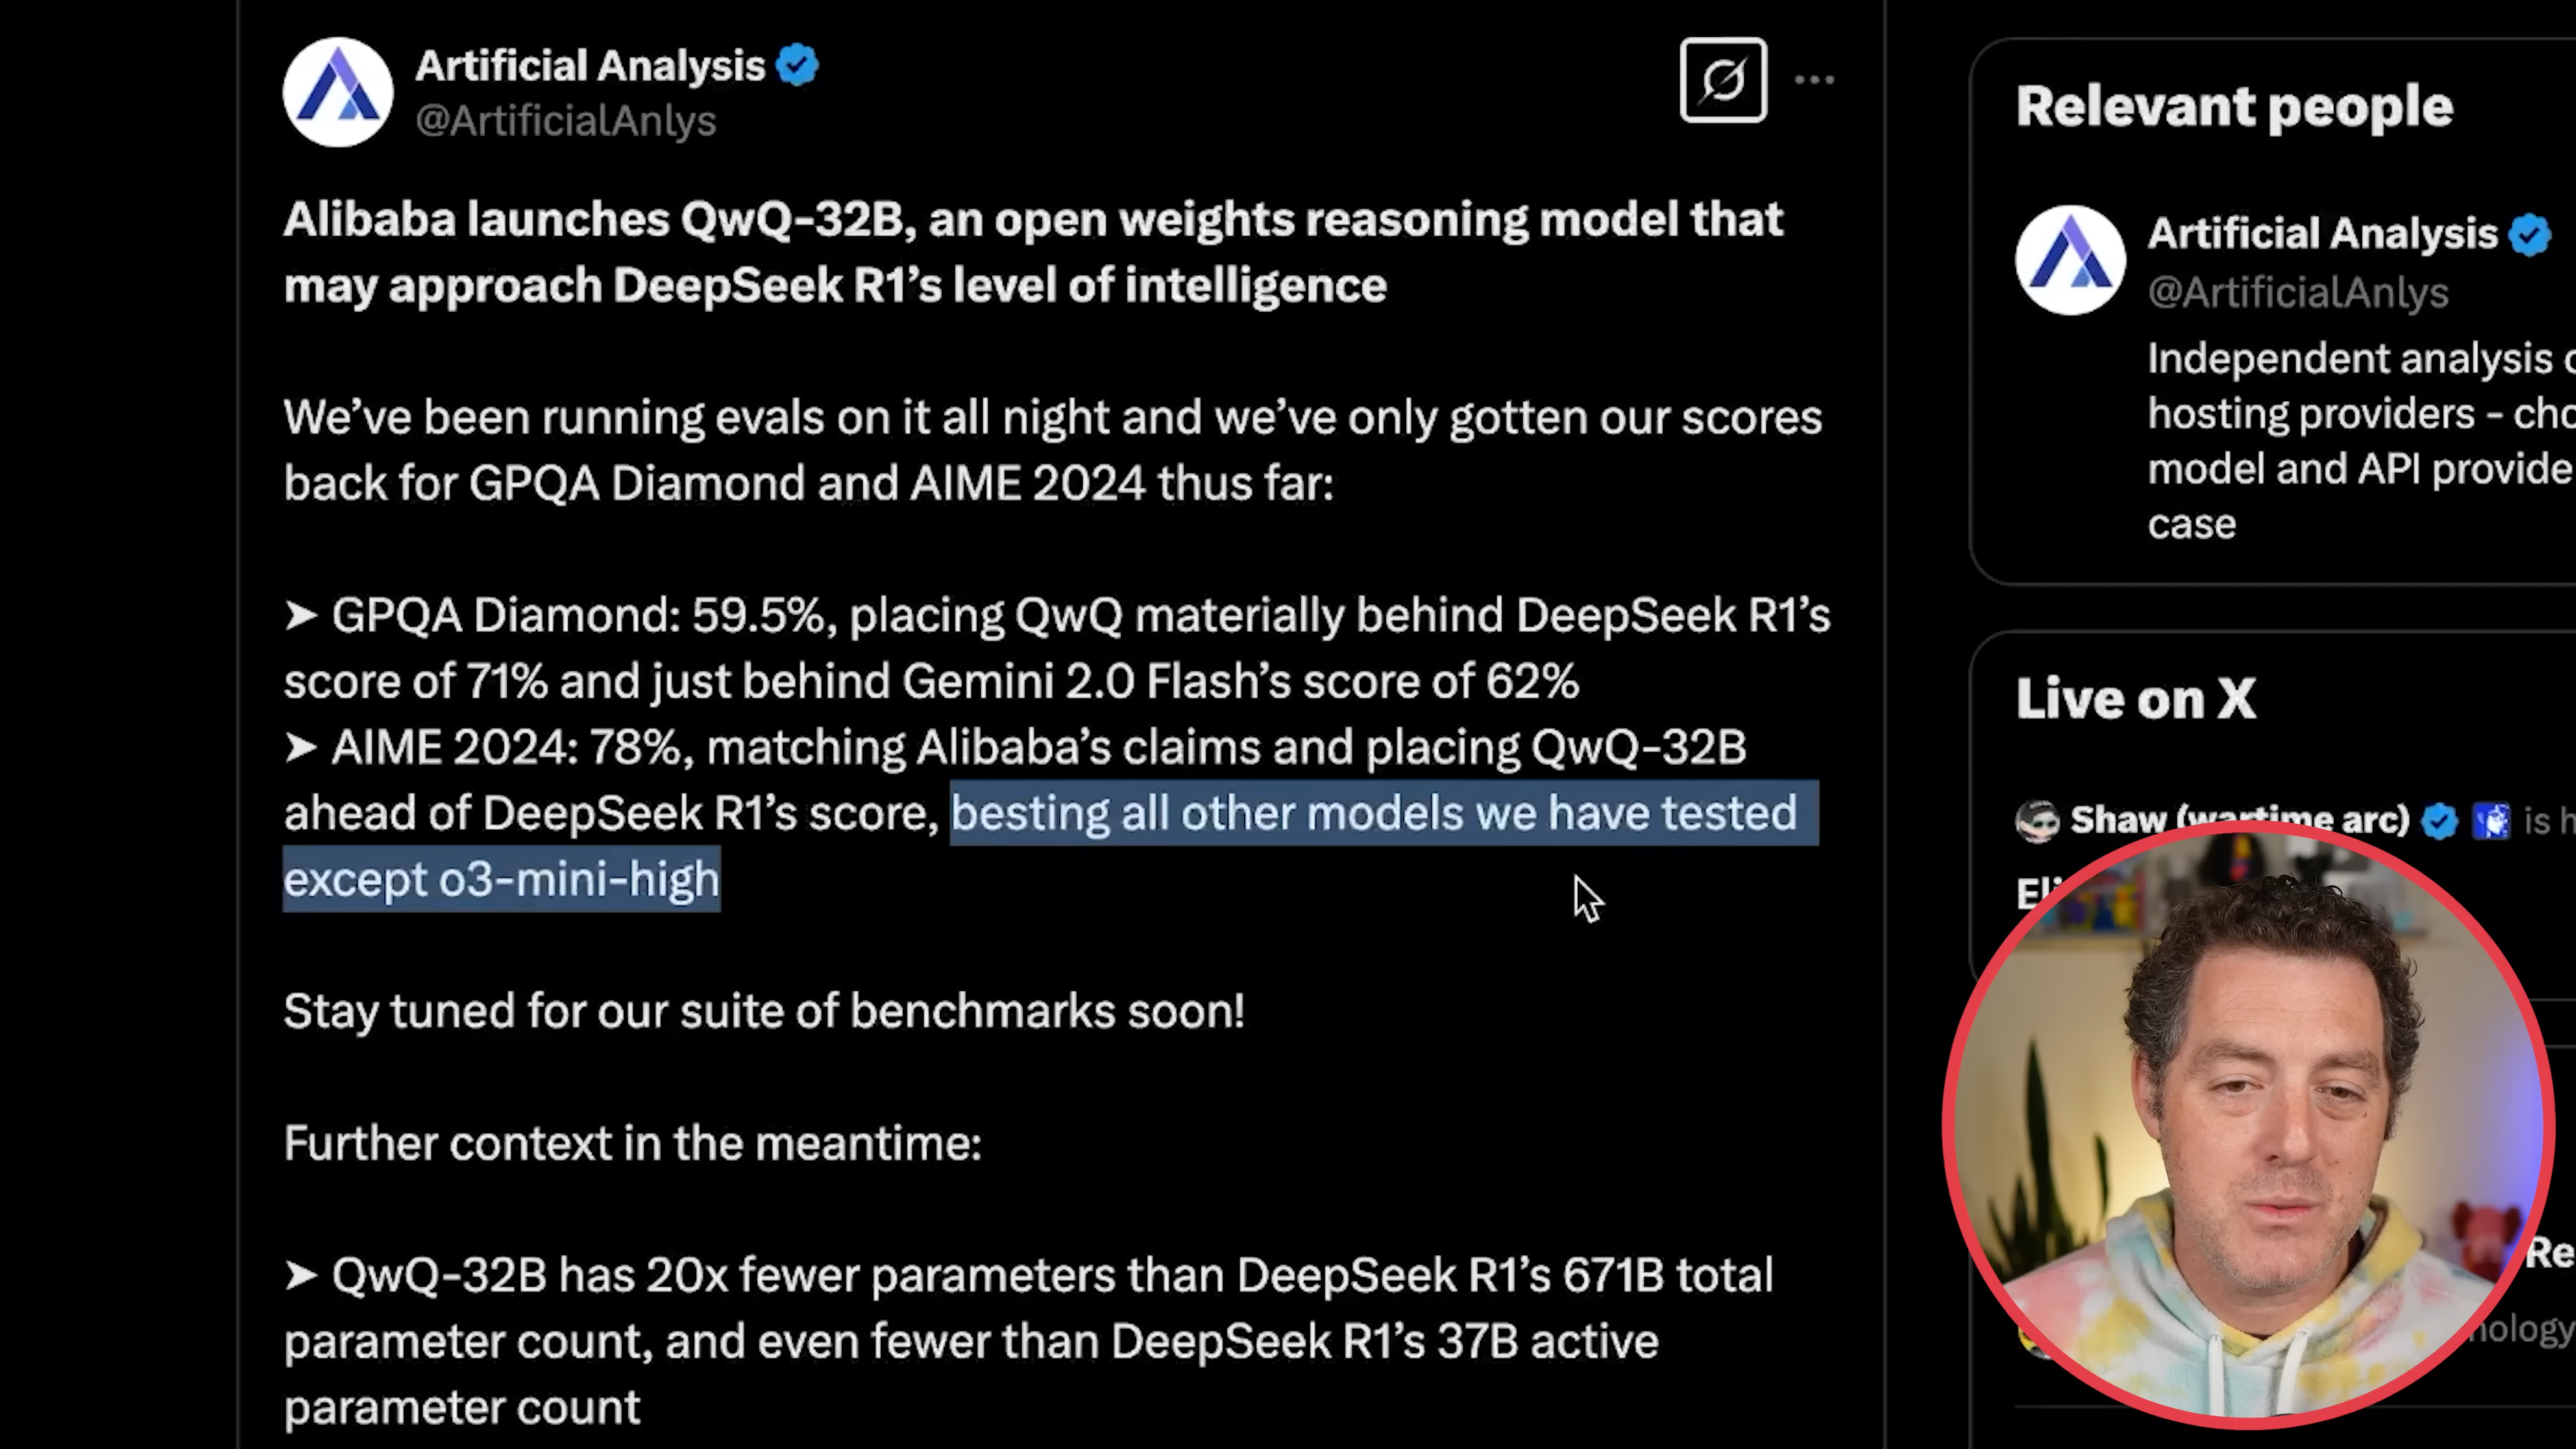 Artificial Analysis
@ArtificialAnlys
Alibaba launches QwQ-32B, an open weights reasoning model that
may approach DeepSeek R1’s level of intelligence
We’ve been running evals on it all night and we’ve only gotten our scores
back for GPQA Diamond and AIME 2024 thus far:
➤ GPQA Diamond: 59.5%, placing QwQ materially behind DeepSeek R1’s
score of 71% and just behind Gemini 2.0 Flash’s score of 62%
➤ AIME 2024: 78%, matching Alibaba’s claims and placing QwQ-32B
ahead of DeepSeek R1’s score, besting all other models we have tested
except o3-mini-high
Stay tuned for our suite of benchmarks soon!
Further context in the meantime:
➤ QwQ-32B has 20x fewer parameters than DeepSeek R1’s 671B total
parameter count, and even fewer than DeepSeek R1’s 37B active
parameter count
Relevant people
Artificial Analysis
@ArtificialAnlys
Independent analysis
hosting providers -
model and API
case
Live on X
Shaw (wartime arc) is